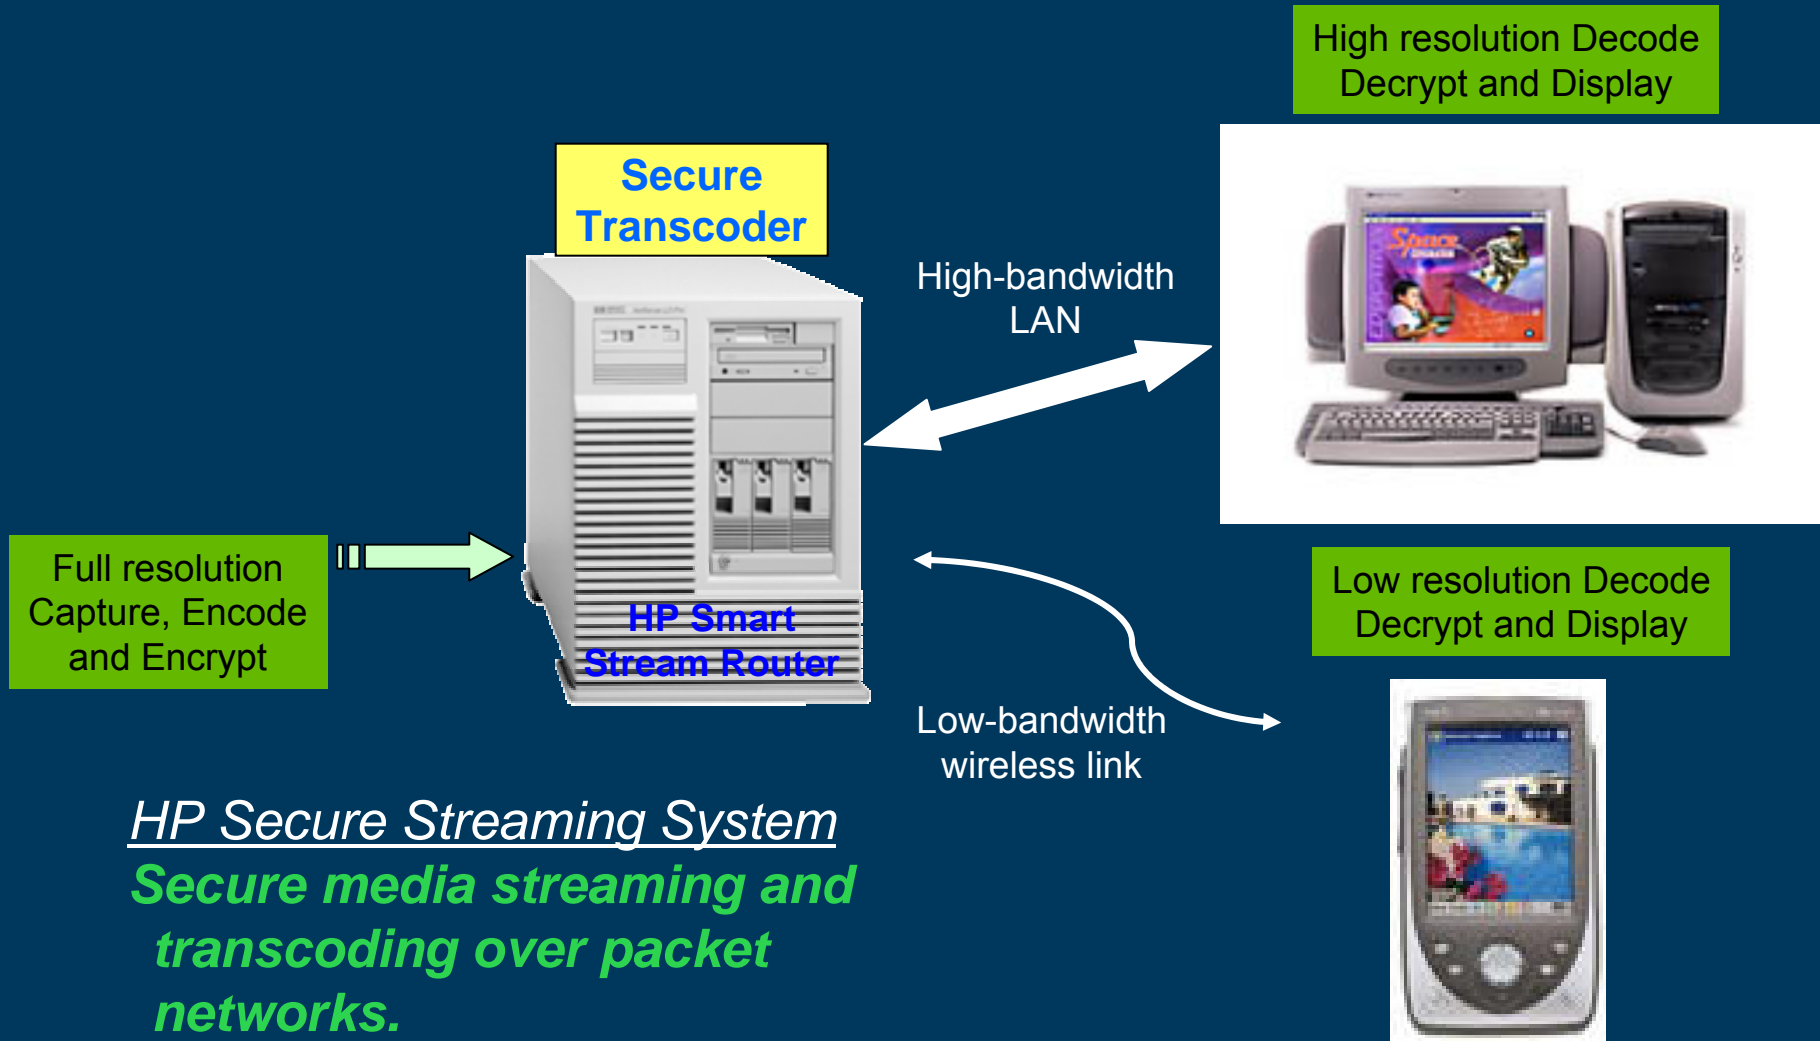 High resolution Decode
Decrypt and Display
Secure
Transcoder
High-bandwidth
LAN
Space
Full resolution
Capture, Encode
and Encrypt
HP Smart
Stream Router
Low resolution Decode
Decrypt and Display
Low-bandwidth
wireless link
HP Secure Streaming System
Secure media streaming and
transcoding over packet
networks.